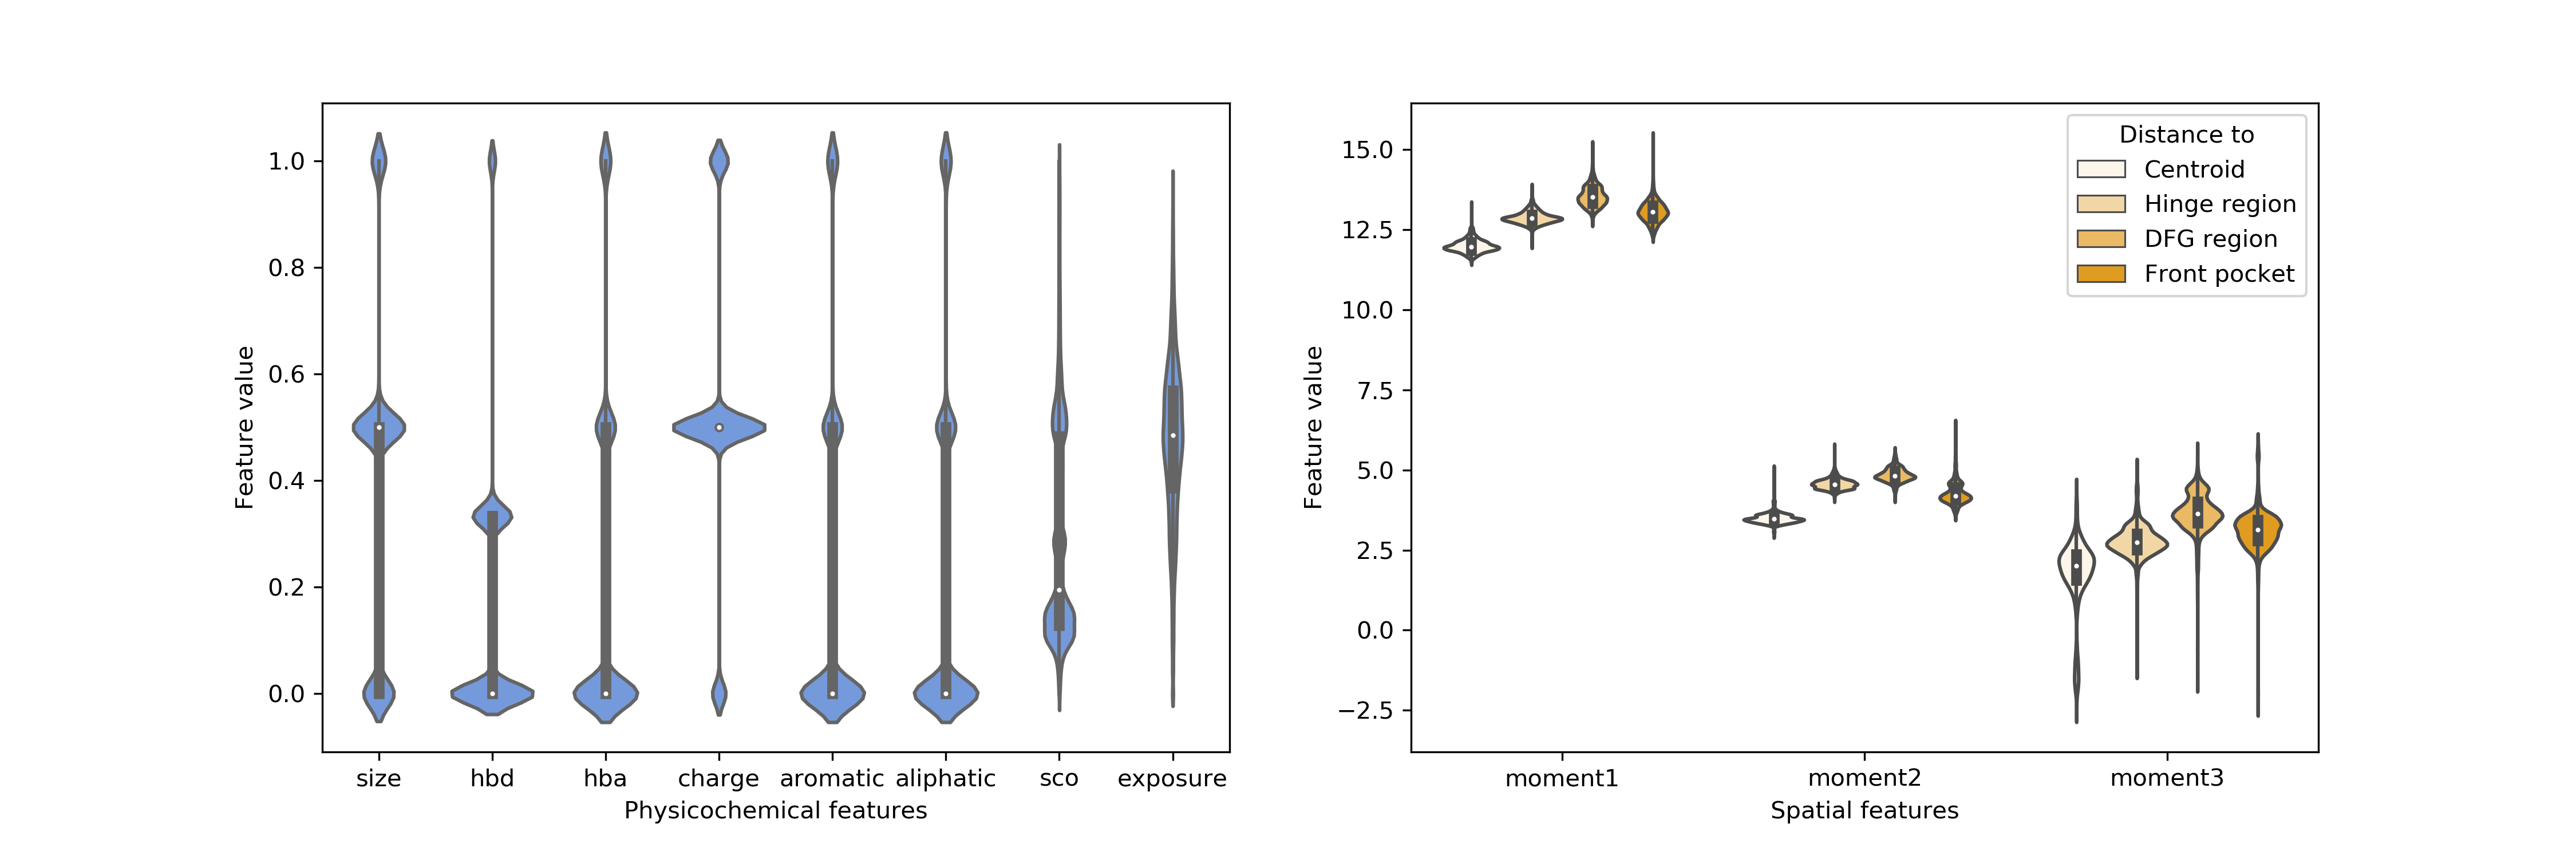 1.0
0.8
0.6
0.4
0.2
0.0
Feature value
size hbd hba charge aromatic aliphatic sco exposure
Physicochemical features
15.0
12.5
10.0
7.5
5.0
2.5
0.0
−2.5
Feature value
Distance to
Centroid
Hinge region
DFG region
Front pocket
moment1 moment2 moment3
Spatial features